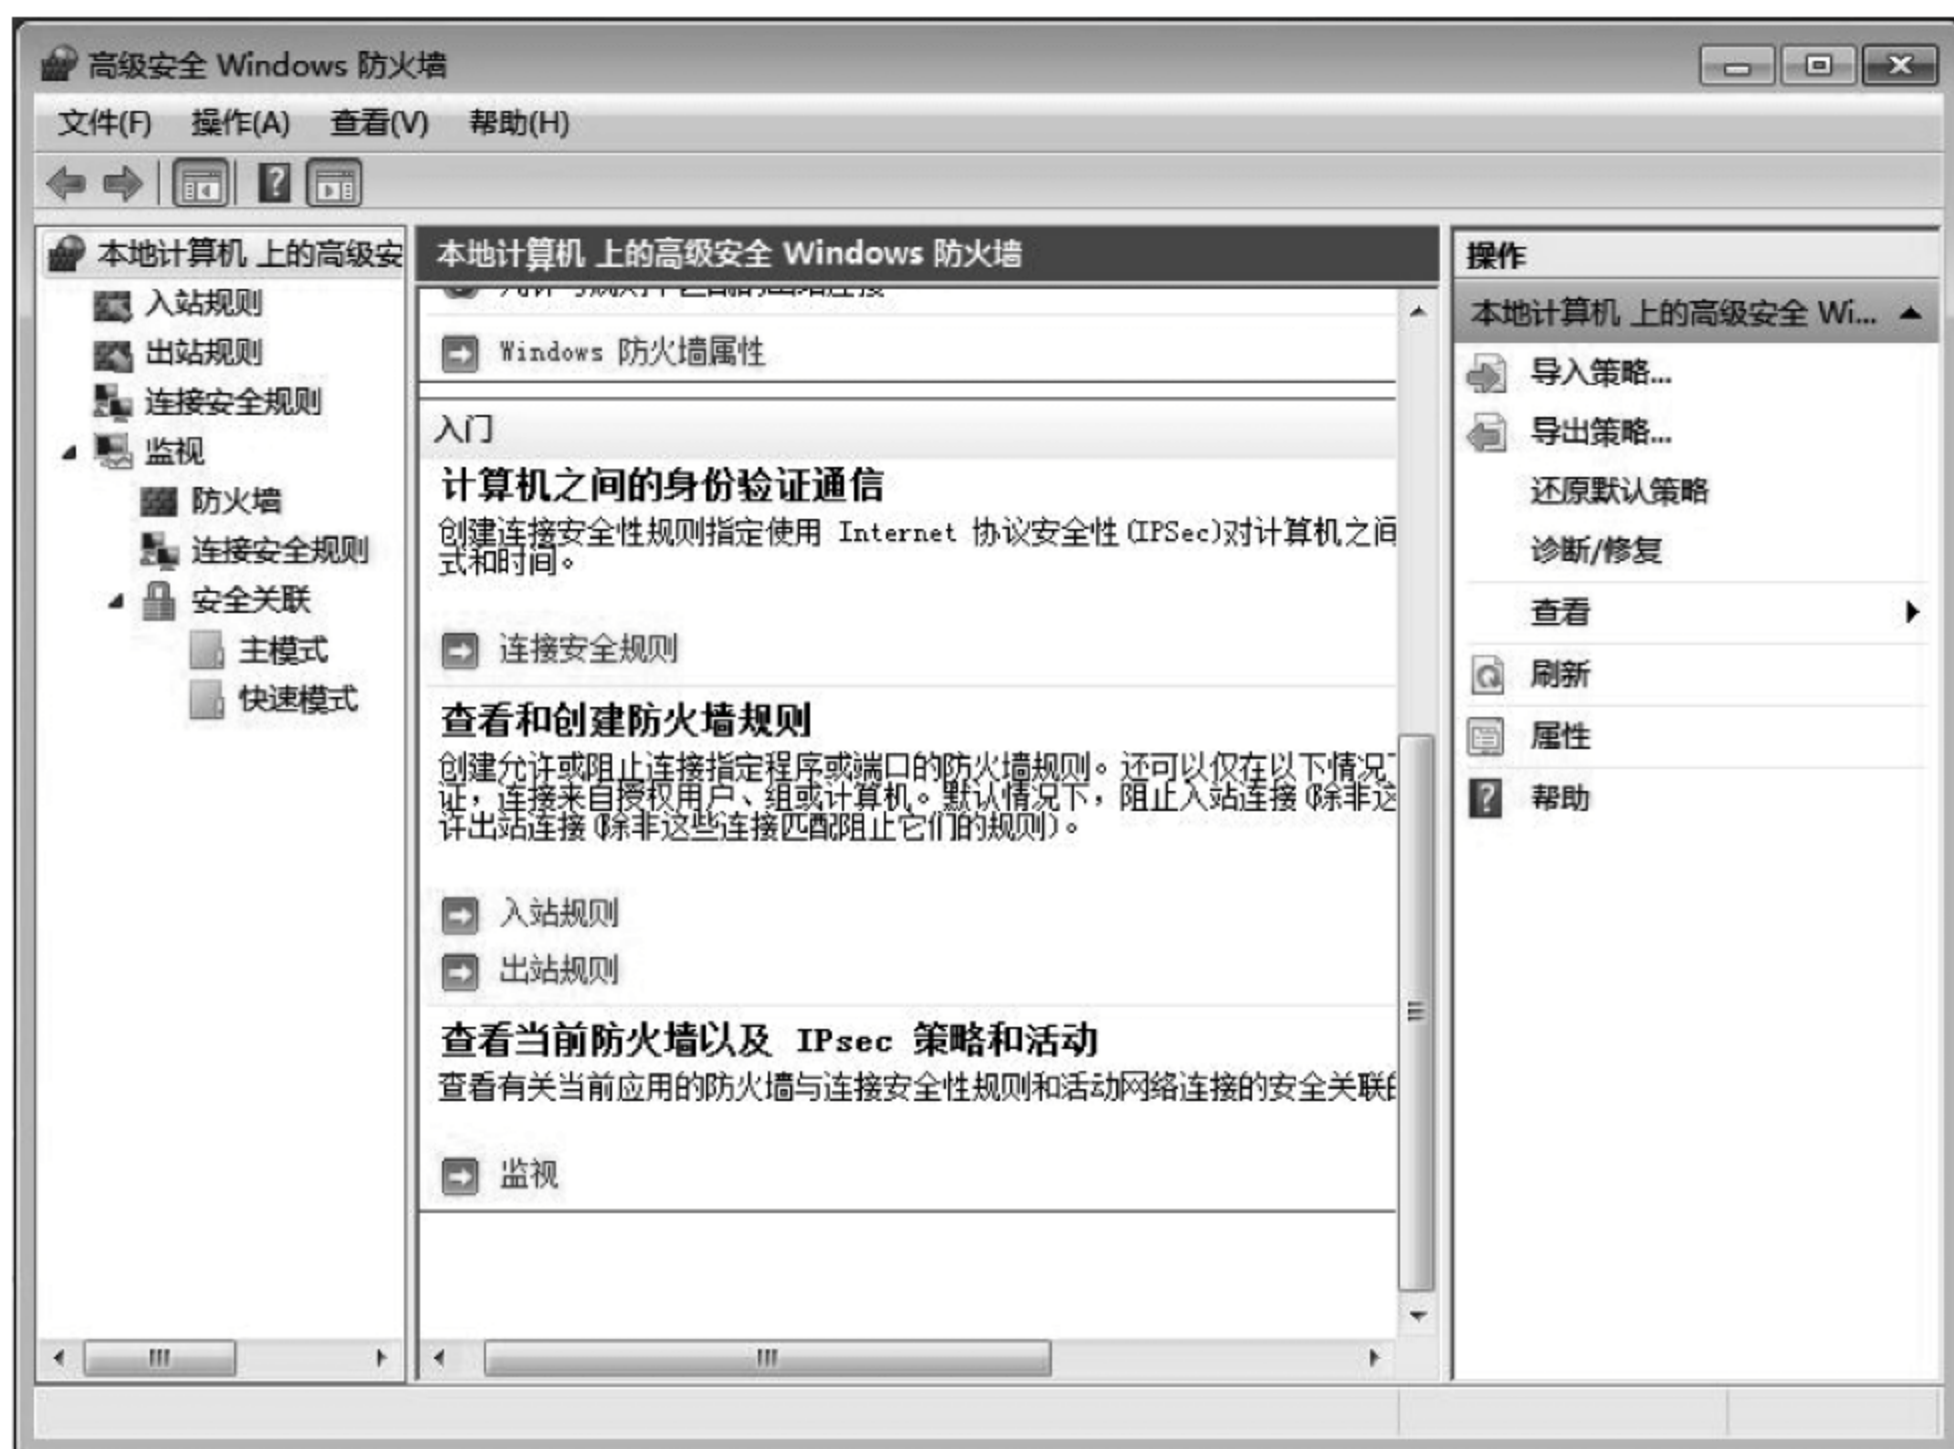 高级安全 Windows 防火墙
文件(F) 操作(A) 查看(V) 帮助(H)
本地计算机 上的高级安
入站规则
出站规则
连接安全规则
监视
防火墙
连接安全规则
安全关联
主模式
快速模式
本地计算机 上的高级安全 Windows 防火墙
Windows 防火墙属性
入门
计算机之间的身份验证通信
创建连接安全性规则指定使用 Internet 协议安全性(IPSec)对计算机之间
式和时间。
连接安全规则
查看和创建防火墙规则
创建允许或阻止连接指定程序或端口的防火墙规则。还可以仅在以下情况
证，连接来自授权用户、组或计算机。默认情况下，阻止入站连接(除非这
许出站连接(除非这些连接匹配阻止它们的规则)。
入站规则
出站规则
查看当前防火墙以及 IPsec 策略和活动
查看有关当前应用的防火墙与连接安全性规则和活动网络连接的安全关联
监视
操作
本地计算机 上的高级安全 Wi...
导入策略...
导出策略...
还原默认策略
诊断/修复
查看
刷新
属性
帮助